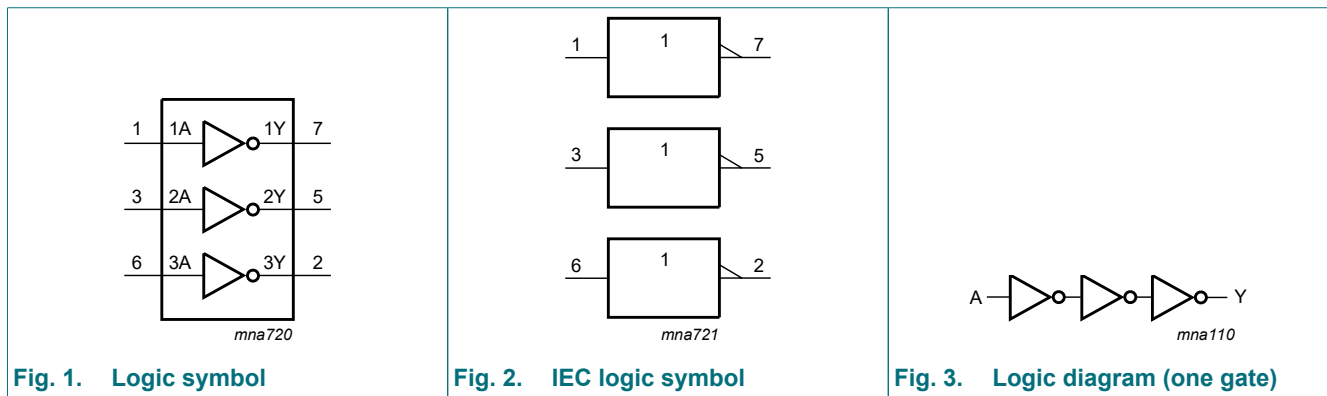 1 1A 1Y 7
3 2A 2Y 5
6 3A 3Y 2
mna720
Fig. 1. Logic symbol
1 1 7
3 1 5
6 1 2
mna721
Fig. 2. IEC logic symbol
A Y
mna110
Fig. 3. Logic diagram (one gate)